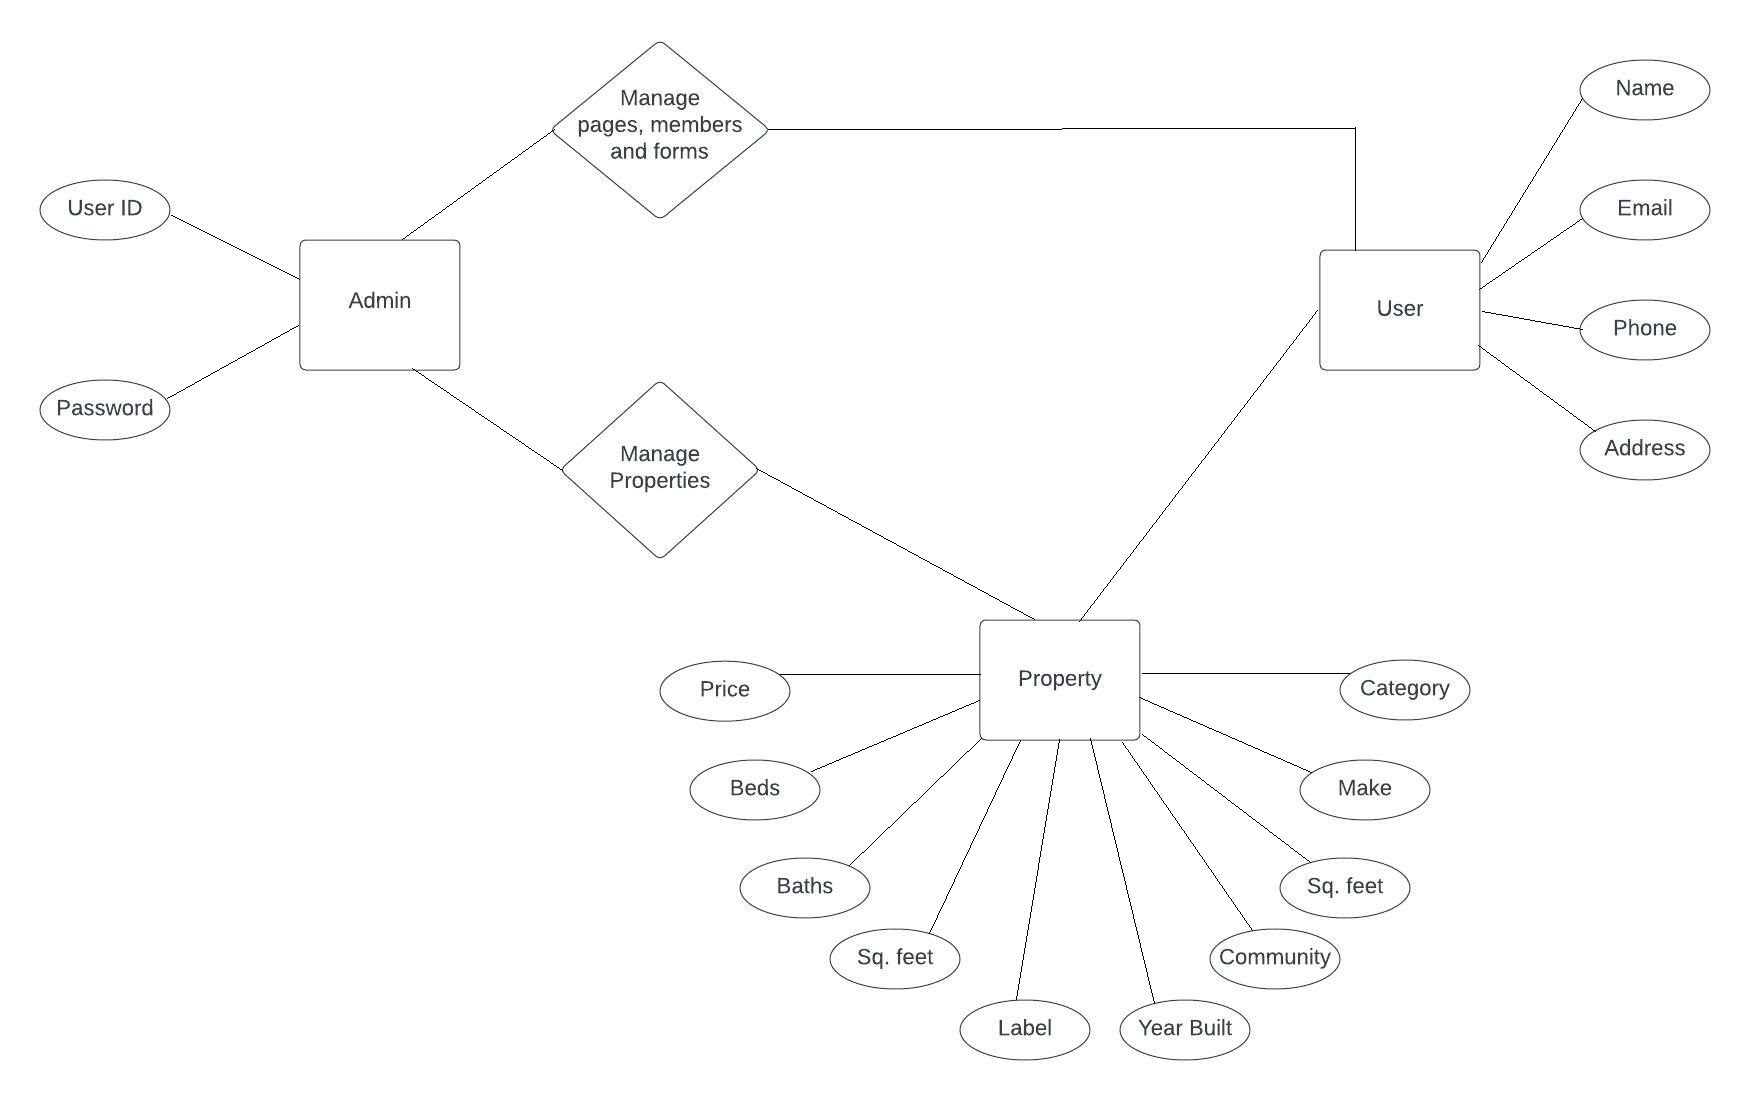 Manage
pages, members
and forms
Name
User ID
Email
Admin
User
Phone
Password
Address
Manage
Properties
Property
Price
Category
Beds
Make
Baths
Sq. feet
Sq. feet
Community
Label
Year Built